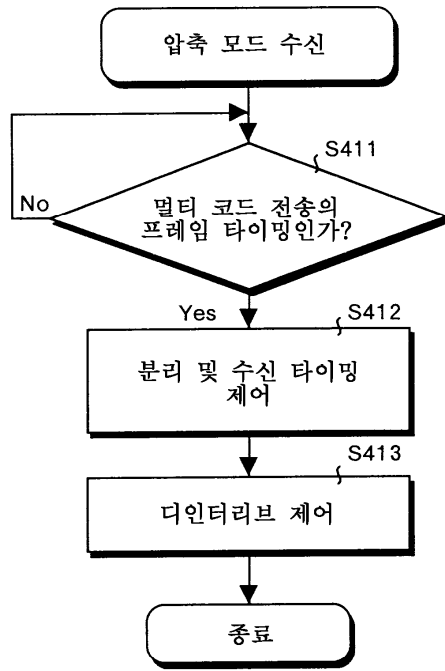 압축 모드 수신
S411
No
멀티 코드 전송의
프레임 타이밍인가?
Yes
S412
분리 및 수신 타이밍
제어
S413
디인터리브 제어
종료